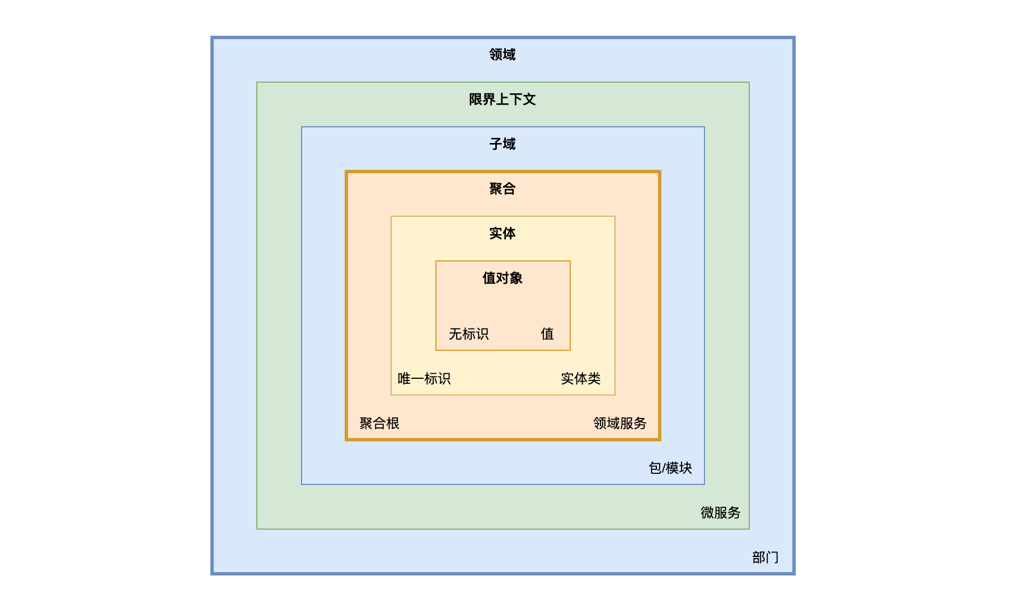 领域
限界上下文
子域
聚合
实体
值对象
无标识 值
唯一标识 实体类
聚合根 领域服务
包/模块
微服务
部门